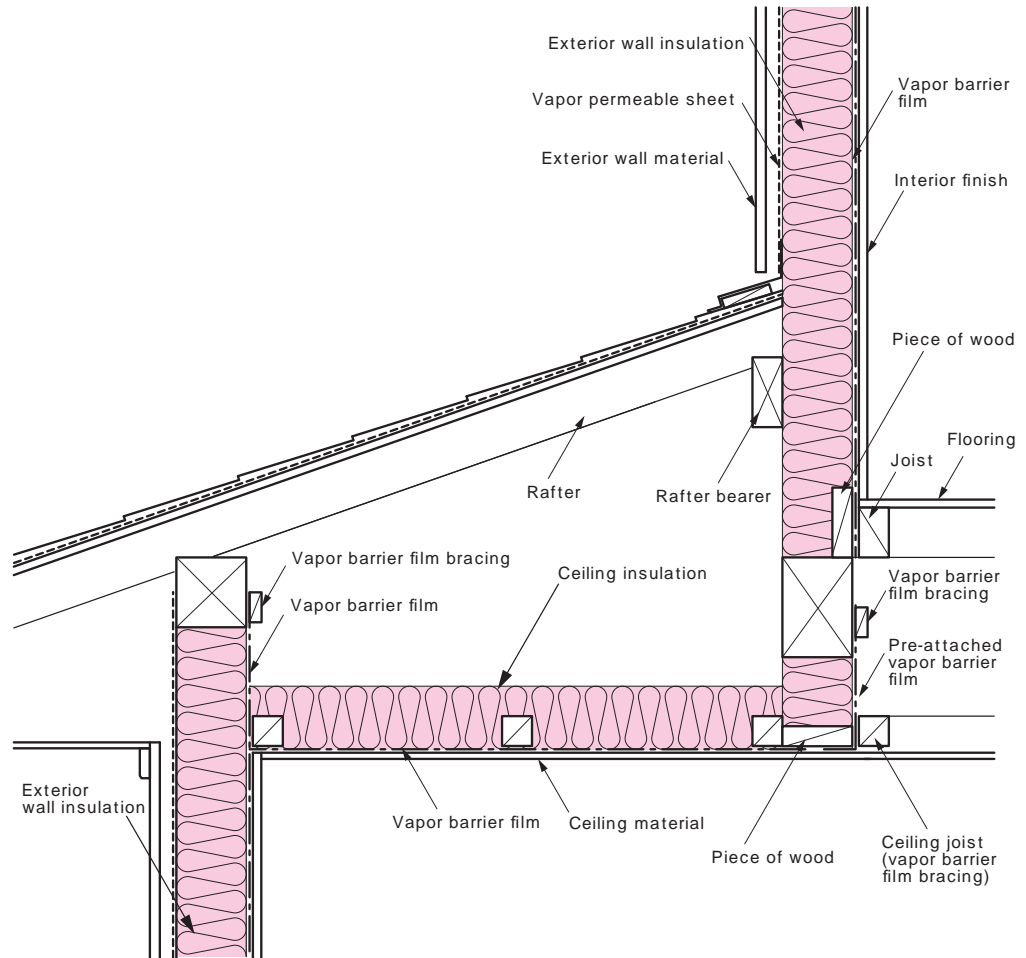 Exterior wall insulation
Vapor permeable sheet
Exterior wall material
Vapor barrier
film
Interior finish
Piece of wood
Flooring
Joist
Rafter
Rafter bearer
Vapor barrier film bracing
Vapor barrier film
Ceiling insulation
Vapor barrier
film bracing
Pre-attached
vapor barrier
film
Exterior
wall insulation
Vapor barrier film
Ceiling material
Piece of wood
Ceiling joist
(vapor barrier
film bracing)